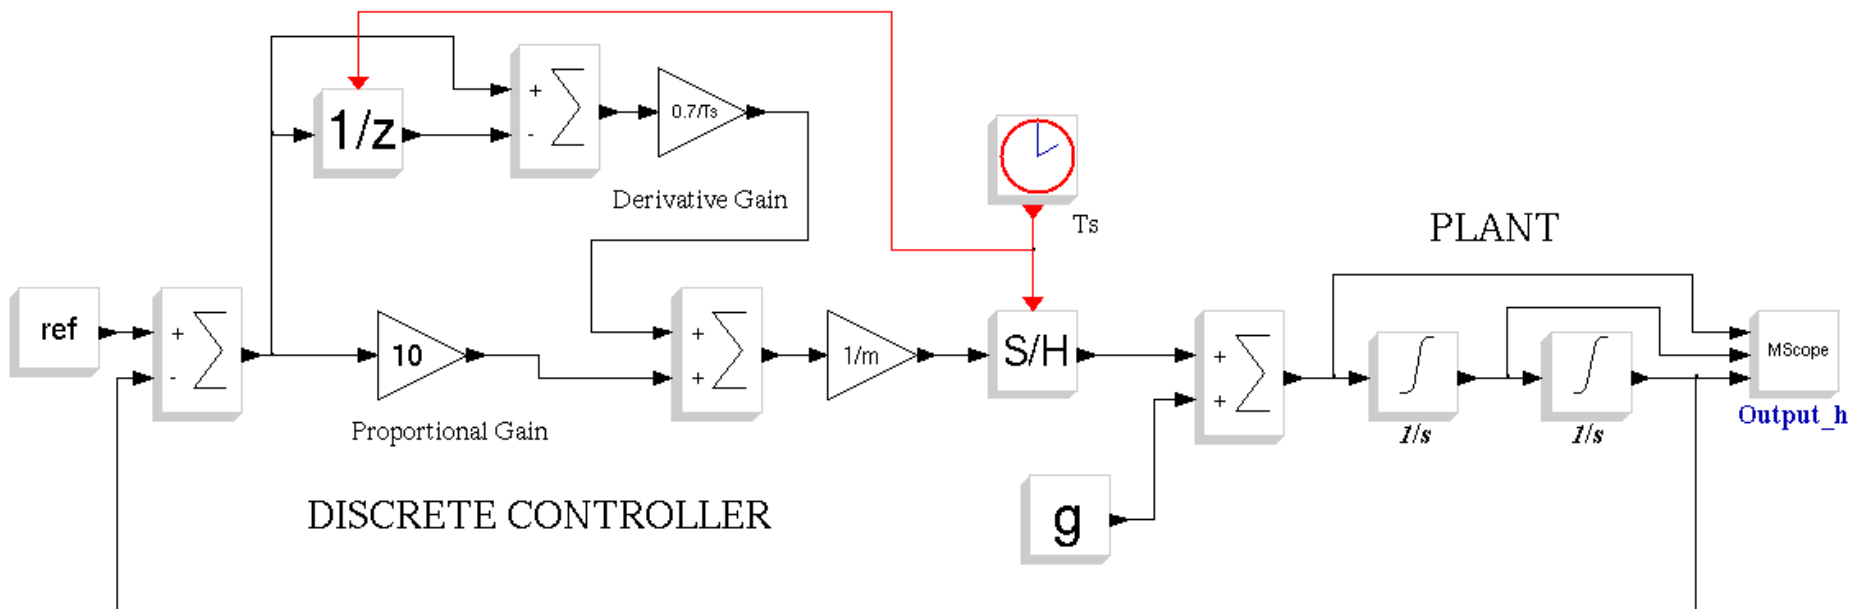 +
-
1/z
0.7/Ts
Derivative Gain
Ts
PLANT
ref
+
-
10
Proportional Gain
+
+
1/m
S/H
+
+
1/s
1/s
MScope
Output_h
g
DISCRETE CONTROLLER